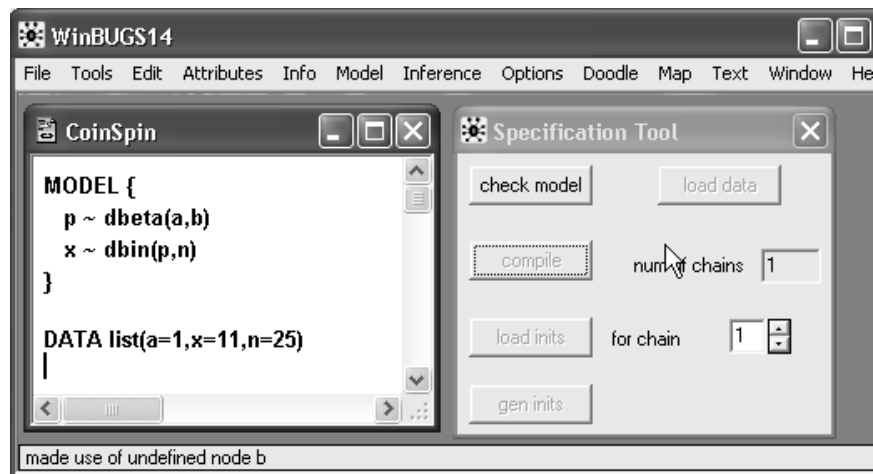 WinBUGS14
File Tools Edit Attributes Info Model Inference Options Doodle Map Text Window He
CoinSpin
MODEL {
p ~ dbeta(a,b)
x ~ dbin(p,n)
}
DATA list(a=1,x=11,n=25)
Specification Tool
check model
load data
compile
num of chains
1
load inits
for chain
1
gen inits
made use of undefined node b